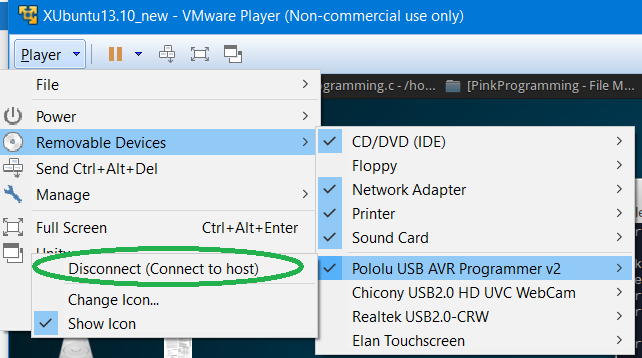 XUbuntu13.10_new - VMware Player (Non-commercial use only)
Player
gramming.c - /ho...
[PinkProgramming - File M...
File
Power
Removable Devices
Send Ctrl+Alt+Del
Manage
Full Screen Ctrl+Alt+Enter
Disconnect (Connect to host)
Change Icon...
Show Icon
CD/DVD (IDE)
Floppy
Network Adapter
Printer
Sound Card
Pololu USB AVR Programmer v2
Chicony USB2.0 HD UVC WebCam
Realtek USB2.0-CRW
Elan Touchscreen